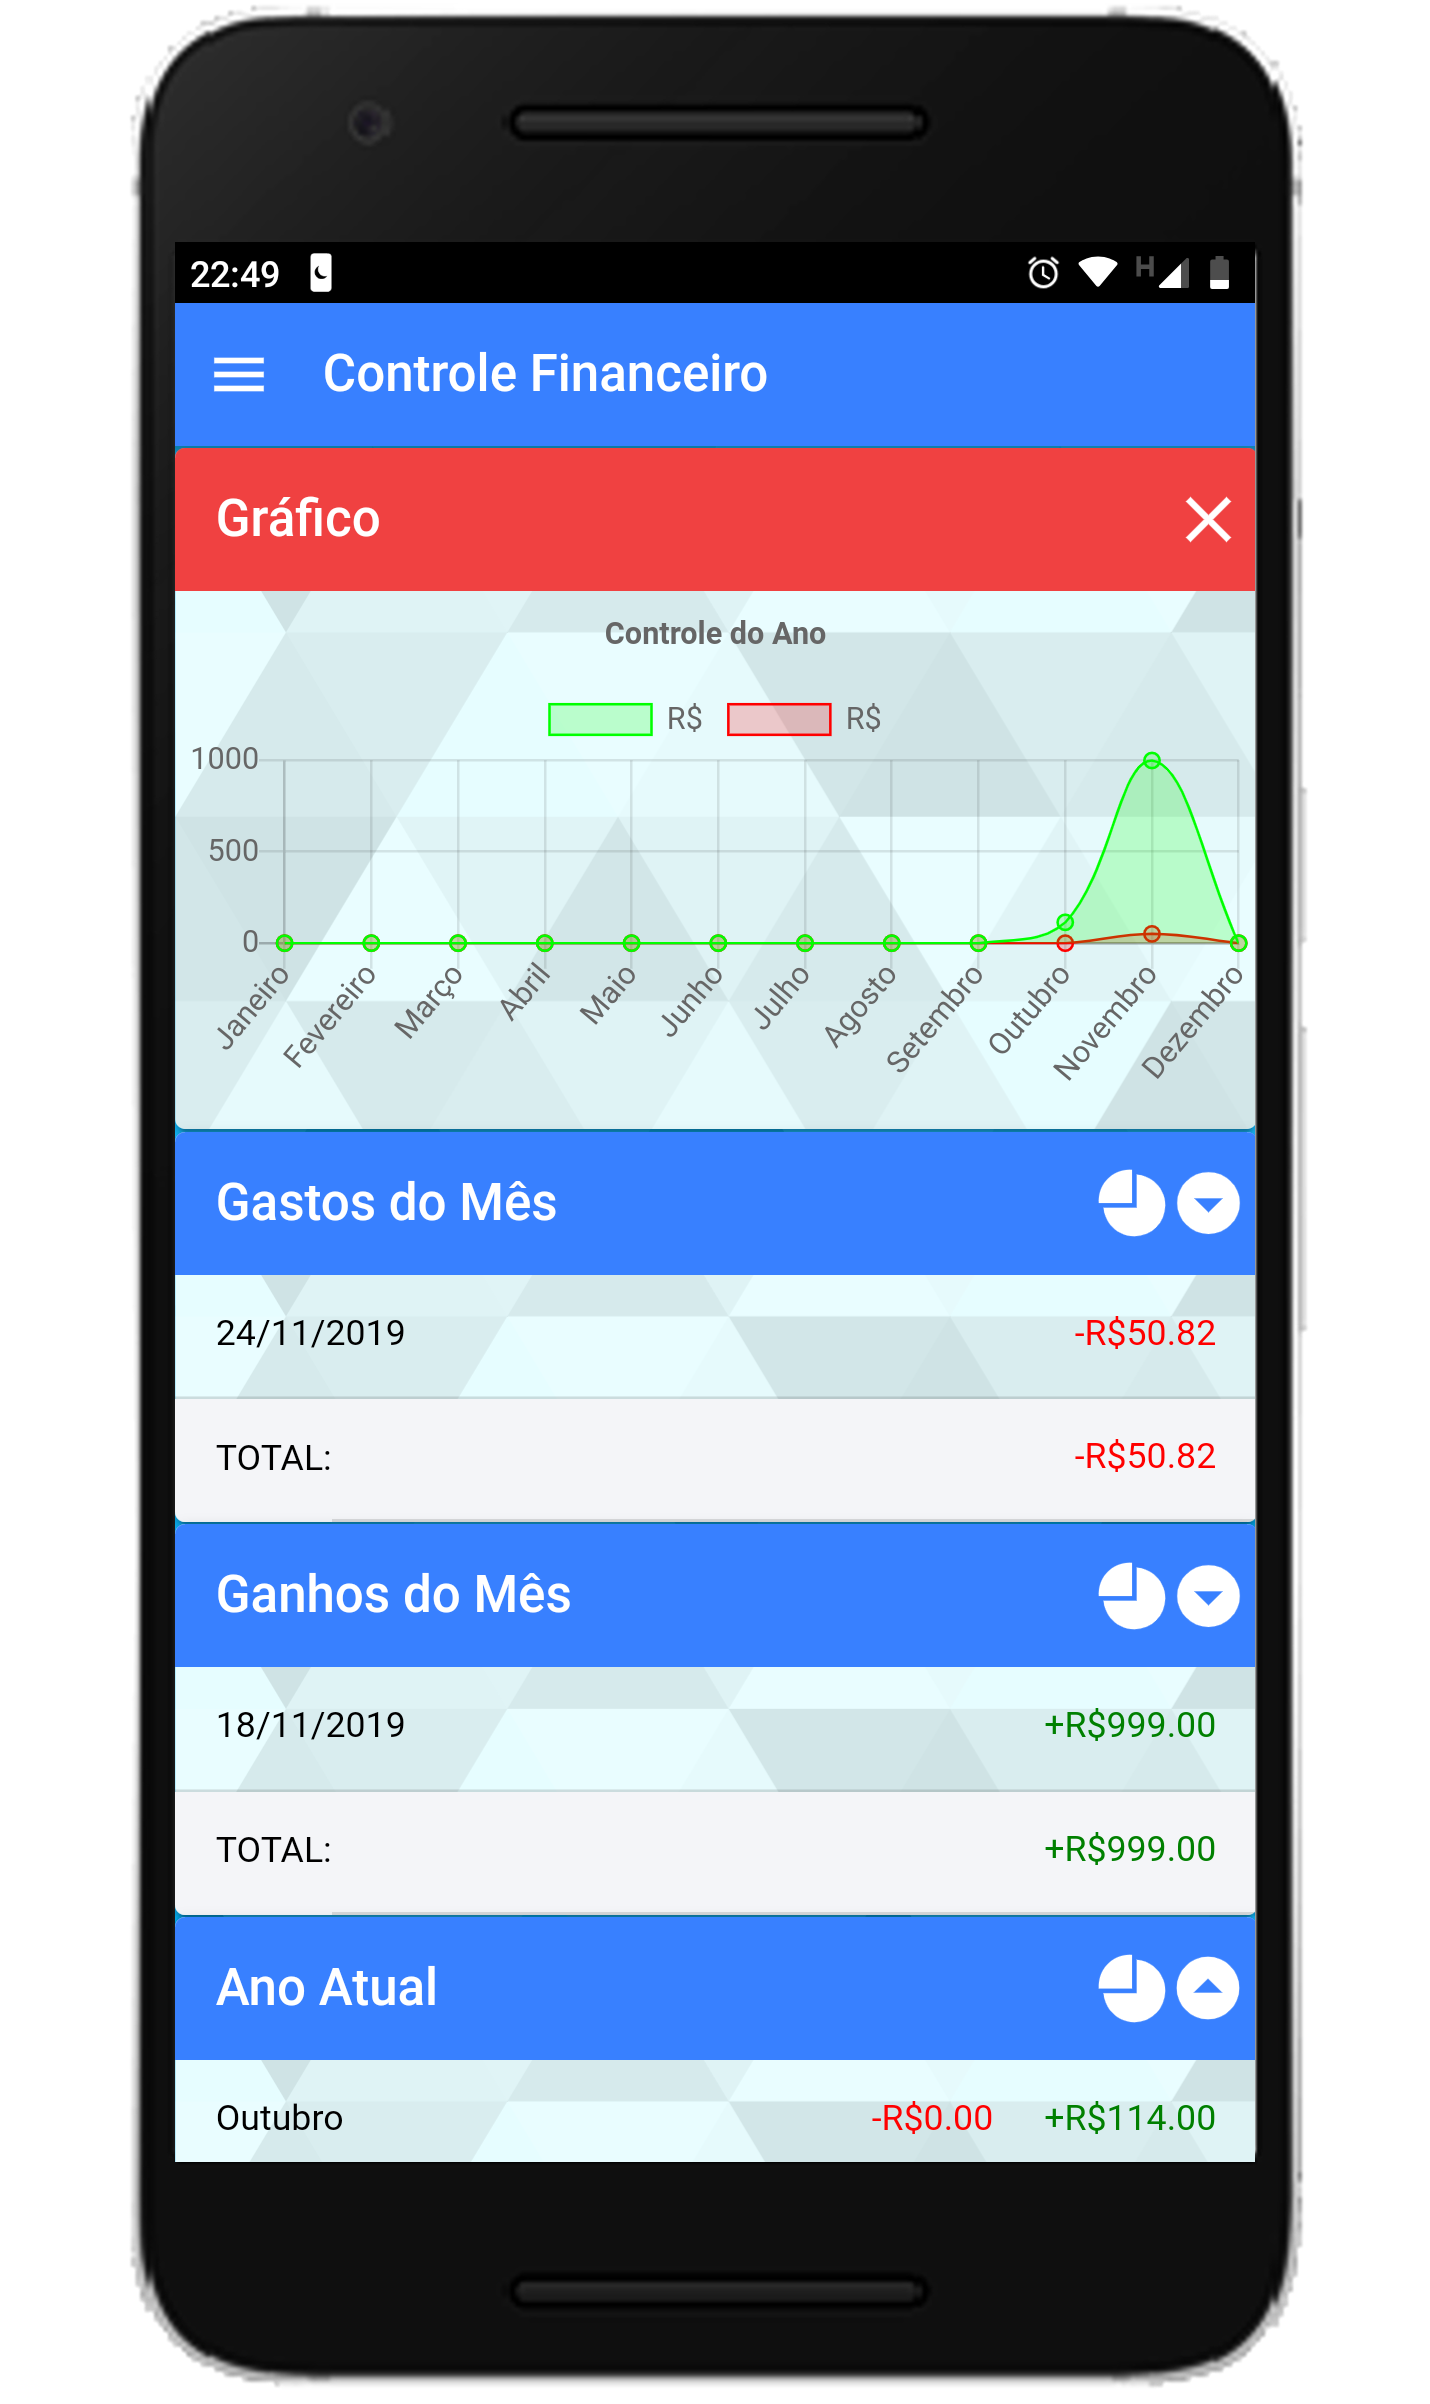 22:49
H
Controle Financeiro
Gráfico
Controle do Ano
R$ R$
1000
500
0
Janeiro Fevereiro Março Abril Maio Junho Julho Agosto Setembro Outubro Novembro Dezembro
Gastos do Mês
24/11/2019 -R$50.82
TOTAL: -R$50.82
Ganhos do Mês
18/11/2019 +R$999.00
TOTAL: +R$999.00
Ano Atual
Outubro -R$0.00 +R$114.00